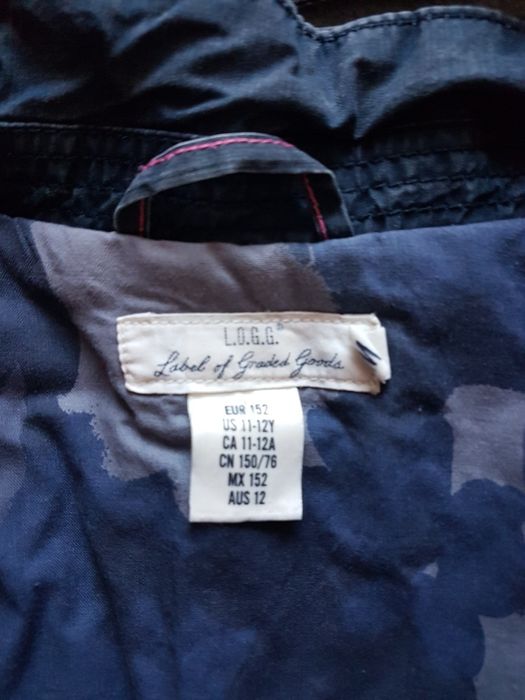 L.O.G.G.®
Label of Graded Goods
EUR 152
US 11-12Y
CA 11-12A
CN 150/76
MX 152
AUS 12